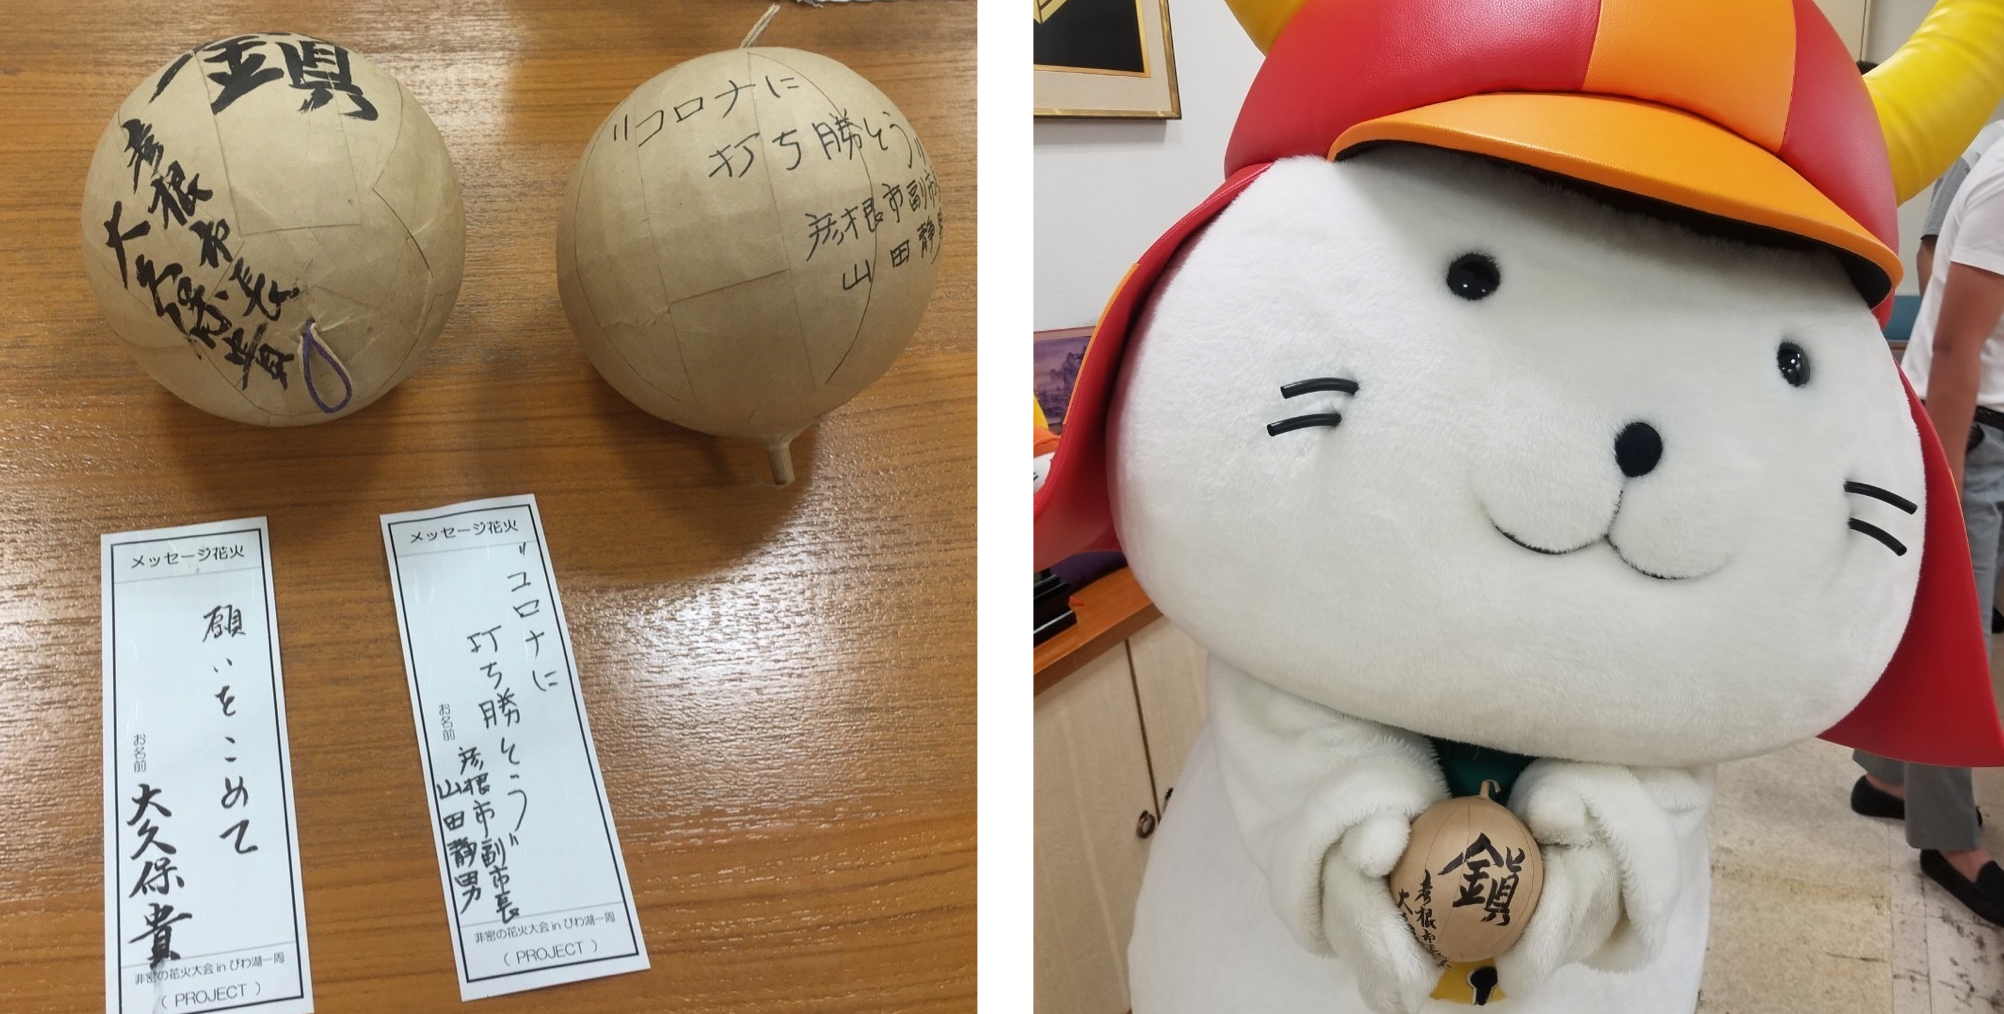 鎮
彦根市長
大久保貴
"コロナに
打ち勝とう"
彦根市副市
山田静
メッセージ花火
願いをこめて
お名前
大久保貴
非密の花火大会 in びわ湖一周
( PROJECT )
メッセージ花火
"コロナに
打ち勝とう"
お名前
彦根市副市長
山田静男
非密の花火大会 in びわ湖一周
( PROJECT )
鎮
彦根市長
大久